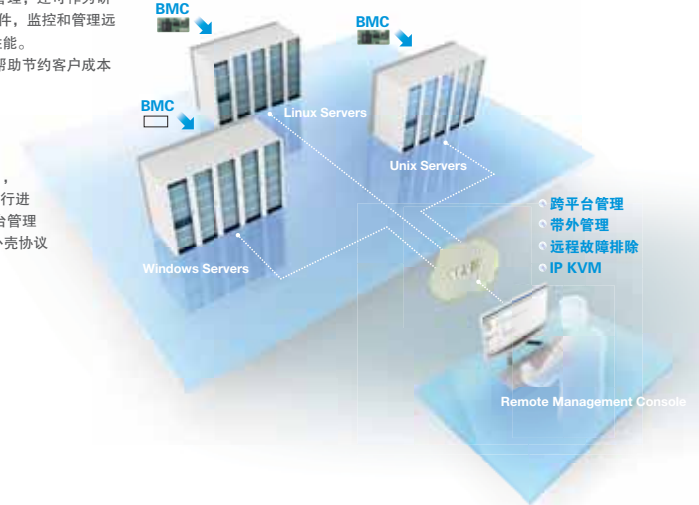 件，监控和管理远
性能。
帮助节约客户成本
，
行进
台管理
外壳协议
BMC
BMC
BMC
Linux Servers
Unix Servers
Windows Servers
跨平台管理
带外管理
远程故障排除
IP KVM
Remote Management Console